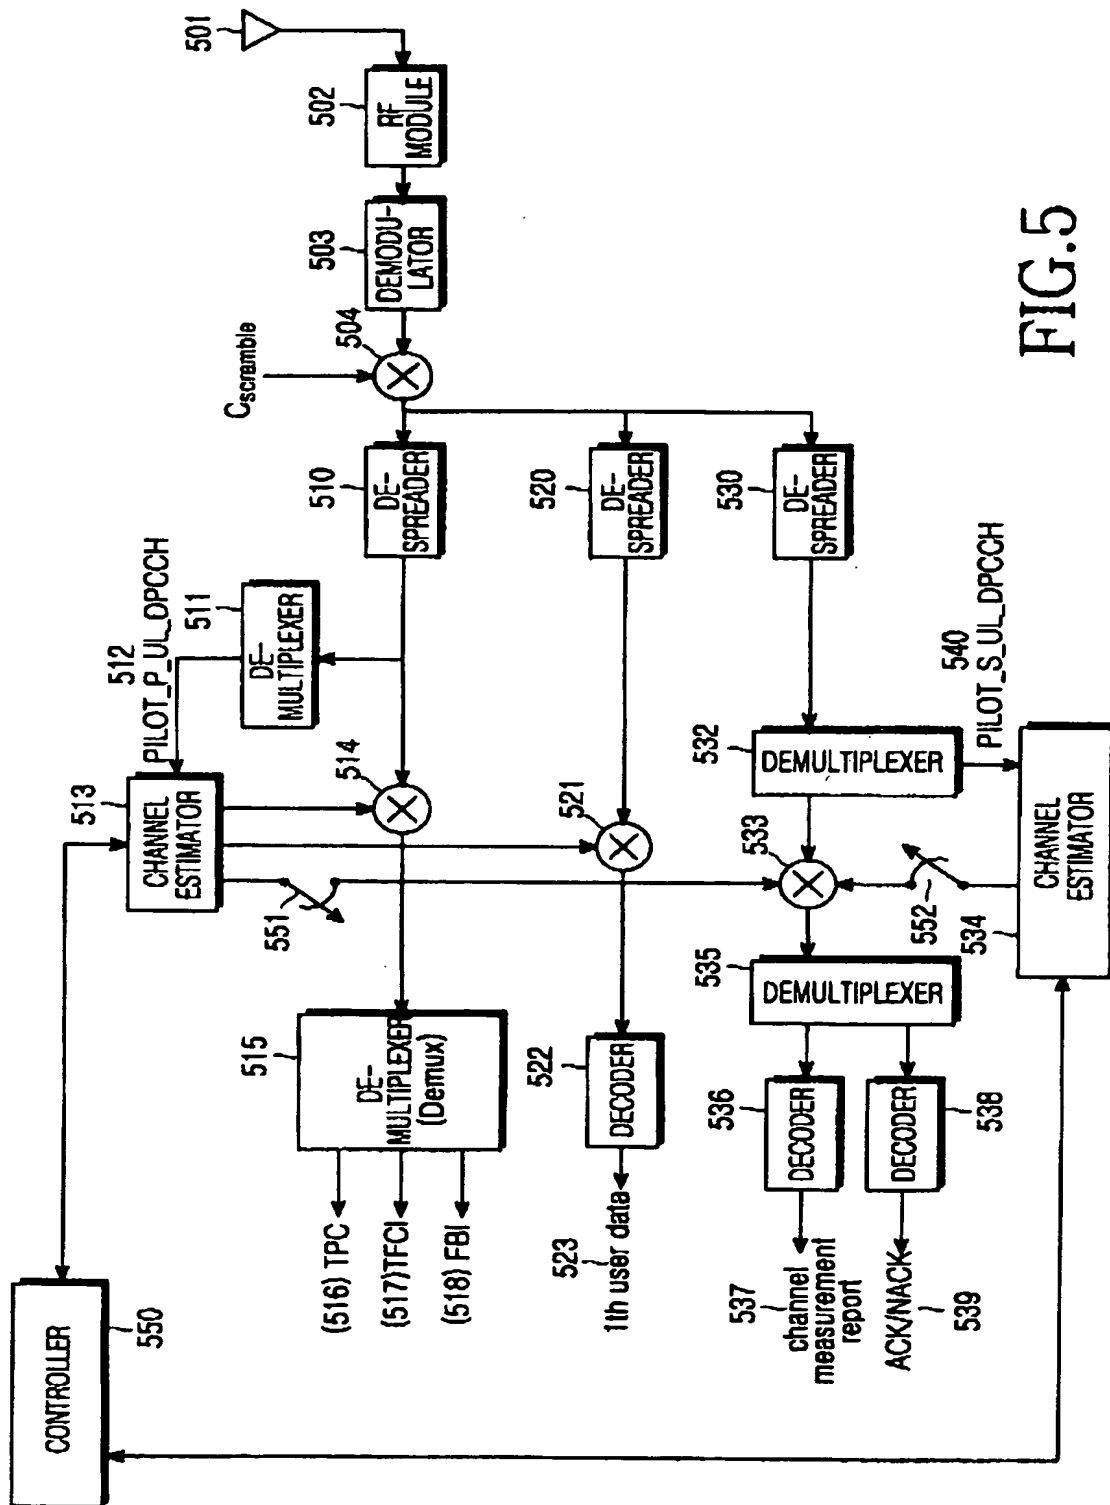 501
502
RF
MODULE
503
DEMODU-
LATOR
504
Cscramble
510
DE-
SPREADER
520
DE-
SPREADER
530
DE-
SPREADER
511
DE-
MULTIPLEXER
512
PILOT_P_UL_DPCCH
513
CHANNEL
ESTIMATOR
514
521
551
515
DE-
MULTIPLEXER
(Demux)
(516) TPC
(517)TFCI
(518) FBI
522
DECODER
1th user data
523
532
DEMULTIPLEXER
540
PILOT_S_UL_DPCCH
533
552
534
CHANNEL
ESTIMATOR
535
DEMULTIPLEXER
536
DECODER
538
DECODER
537
channel
measurement
report
ACK/NACK
539
550
CONTROLLER
FIG.5